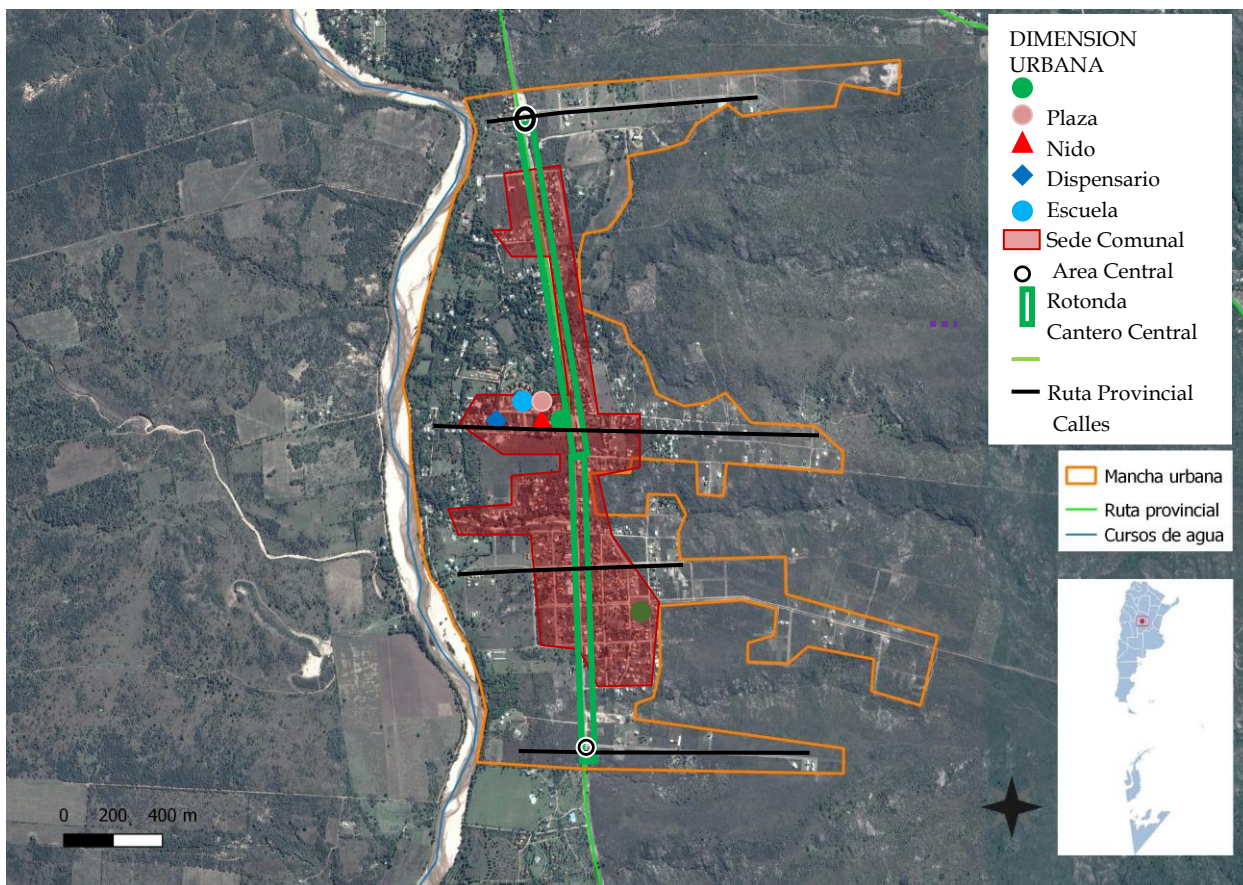 DIMENSION
URBANA
Plaza
Nido
Dispensario
Escuela
Sede Comunal
Area Central
Rotonda
Cantero Central
Ruta Provincial
Calles
Mancha urbana
Ruta provincial
Cursos de agua
0 200 400 m